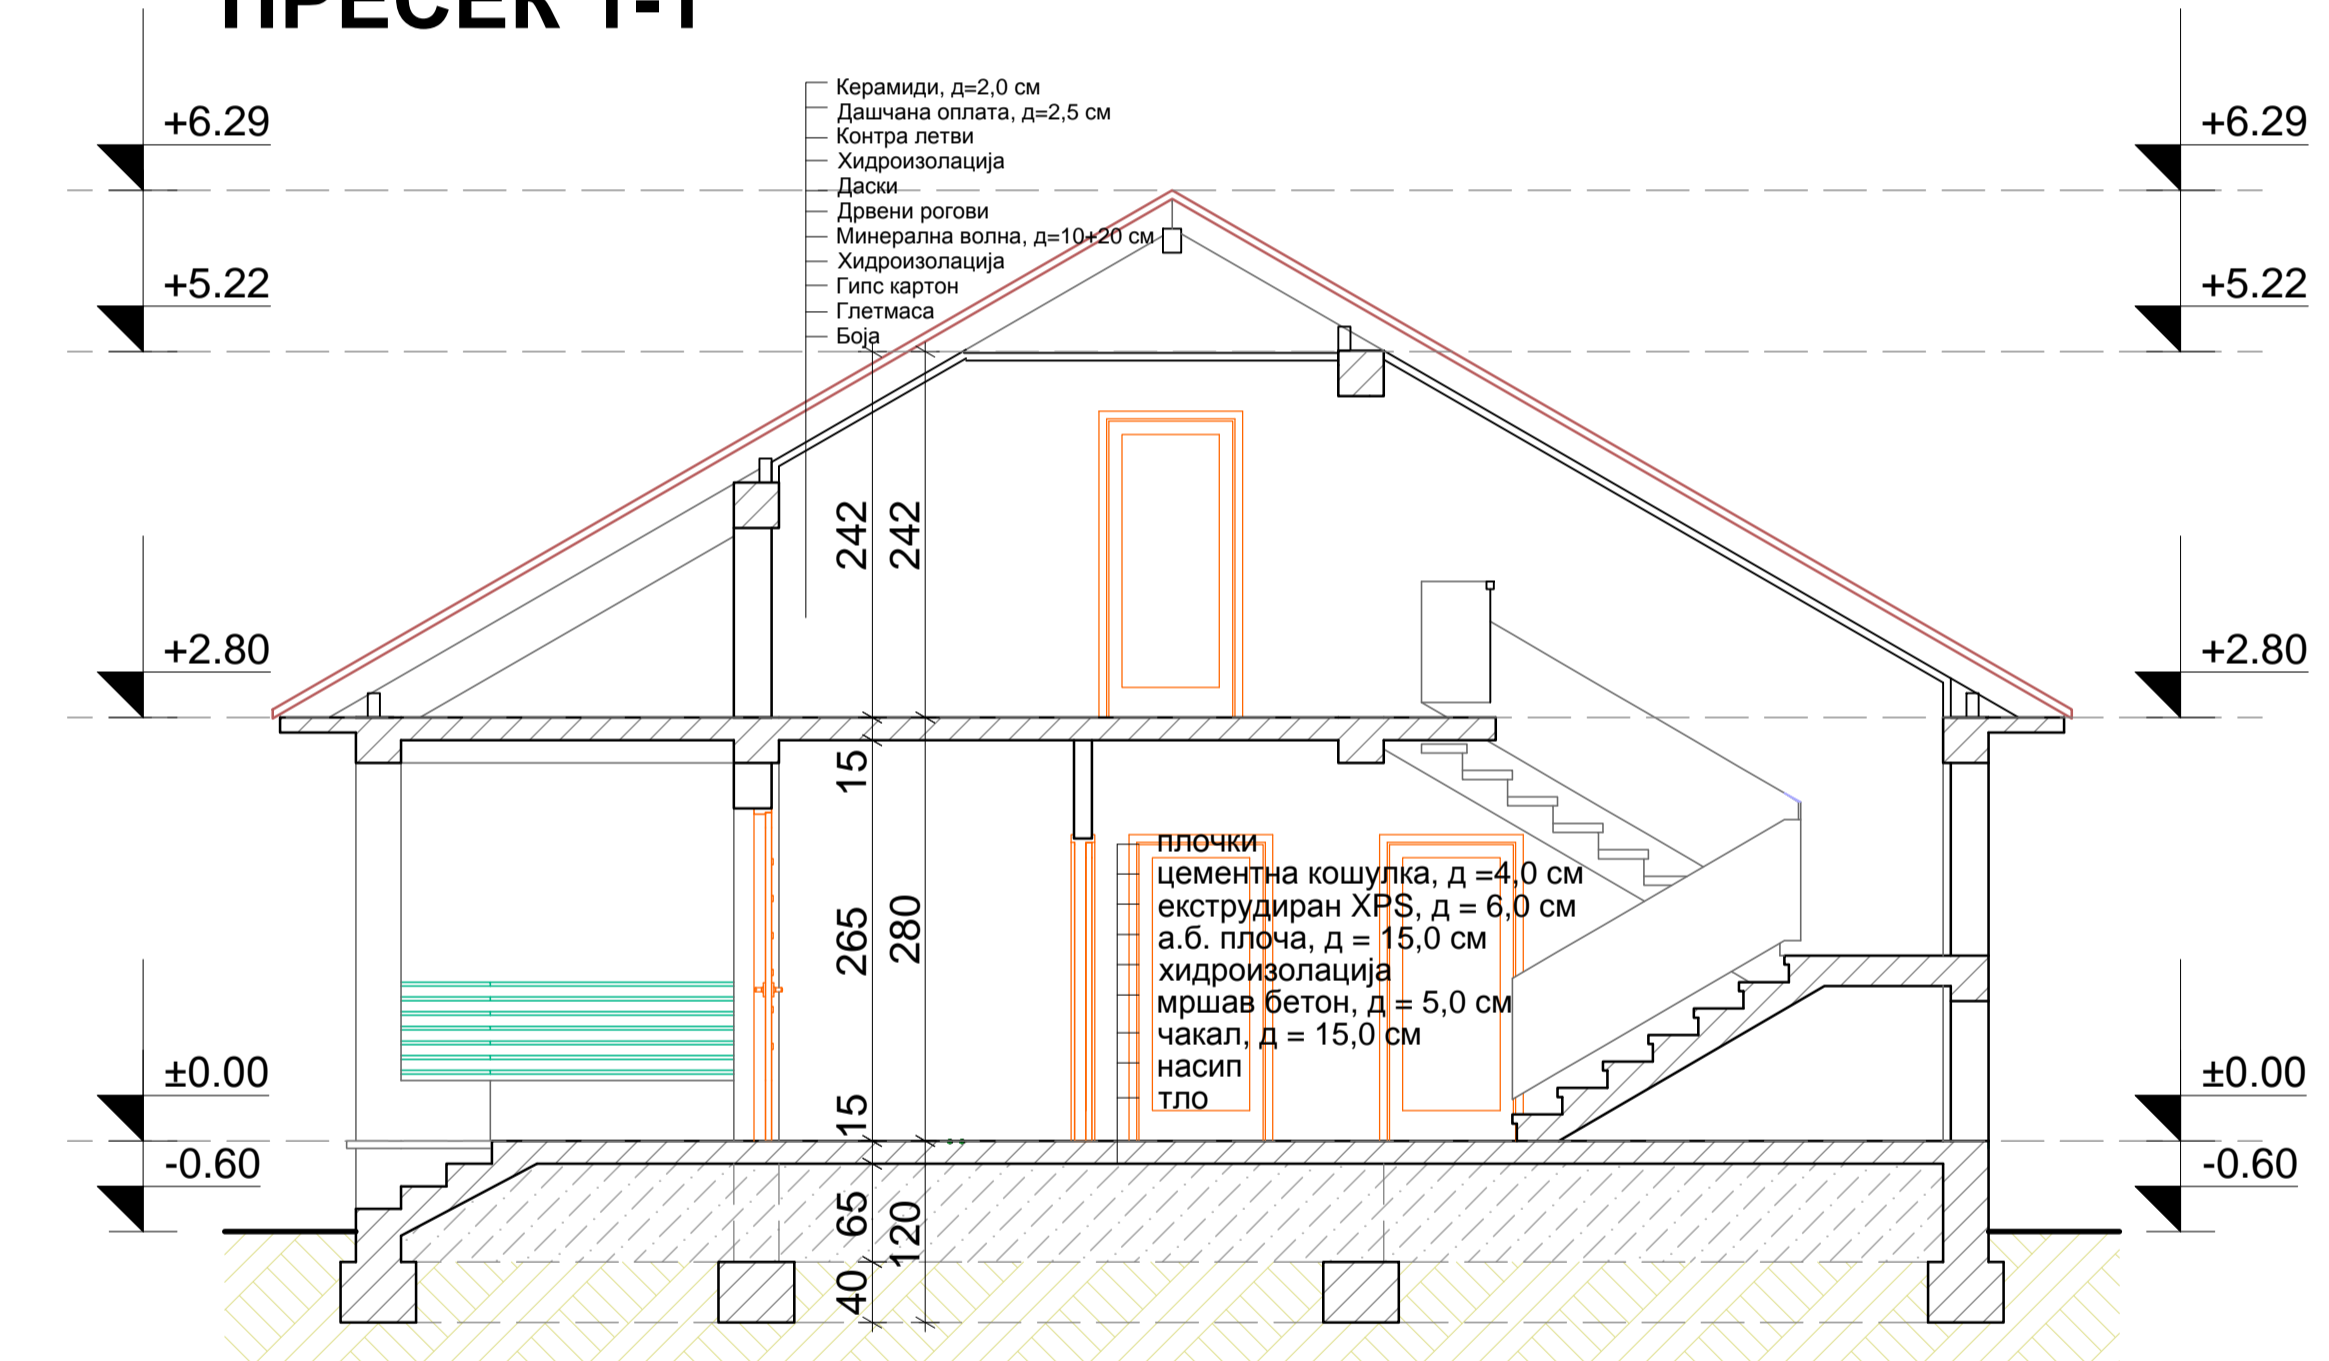 ПРЕСЕК 1-1
Керамиди, д=2,0 см
Дашчана оплата, д=2,5 см
Контра летви
Хидроизолација
Даски
Дрвени рогови
Минерална волна, д=10+20 см
Хидроизолација
Гипс картон
Глетмаса
Боја
+6.29
+6.29
+5.22
+5.22
242
242
+2.80
+2.80
15
265
280
15
плочки
цементна кошулка, д =4,0 см
екструдиран XPS, д = 6,0 см
а.б. плоча, д = 15,0 см
хидроизолација
мршав бетон, д = 5,0 см
чакал, д = 15,0 см
насип
тло
±0.00
±0.00
-0.60
-0.60
65
120
40